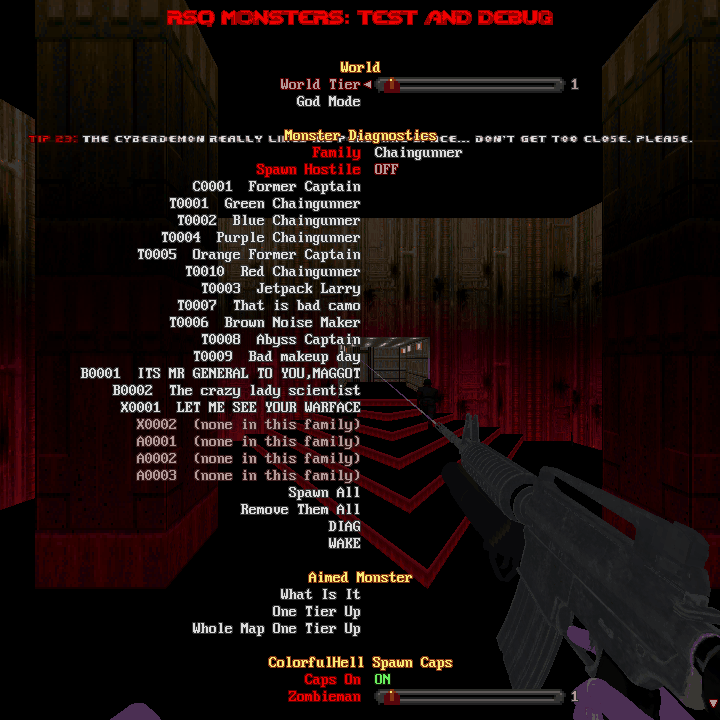 RSQ MONSTERS: TEST AND DEBUG
World
World Tier 1
God Mode
TIP 23: THE CYBERDEMON REALLY DON'T GET TOO CLOSE. PLEASE.
Monster Diagnostics
Family Chaingunner
Spawn Hostile OFF
C0001 Former Captain
T0001 Green Chaingunner
T0002 Blue Chaingunner
T0004 Purple Chaingunner
T0005 Orange Former Captain
T0010 Red Chaingunner
T0003 Jetpack Larry
T0007 That is bad camo
T0006 Brown Noise Maker
T0008 Abyss Captain
T0009 Bad makeup day
B0001 ITS MR GENERAL TO YOU,MAGGOT
B0002 The crazy lady scientist
X0001 LET ME SEE YOUR WARFACE
X0002 (none in this family)
A0001 (none in this family)
A0002 (none in this family)
A0003 (none in this family)
Spawn All
Remove Them All
DIAG
WAKE
Aimed Monster
What Is It
One Tier Up
Whole Map One Tier Up
ColorfulHell Spawn Caps
Caps On ON
Zombieman 1